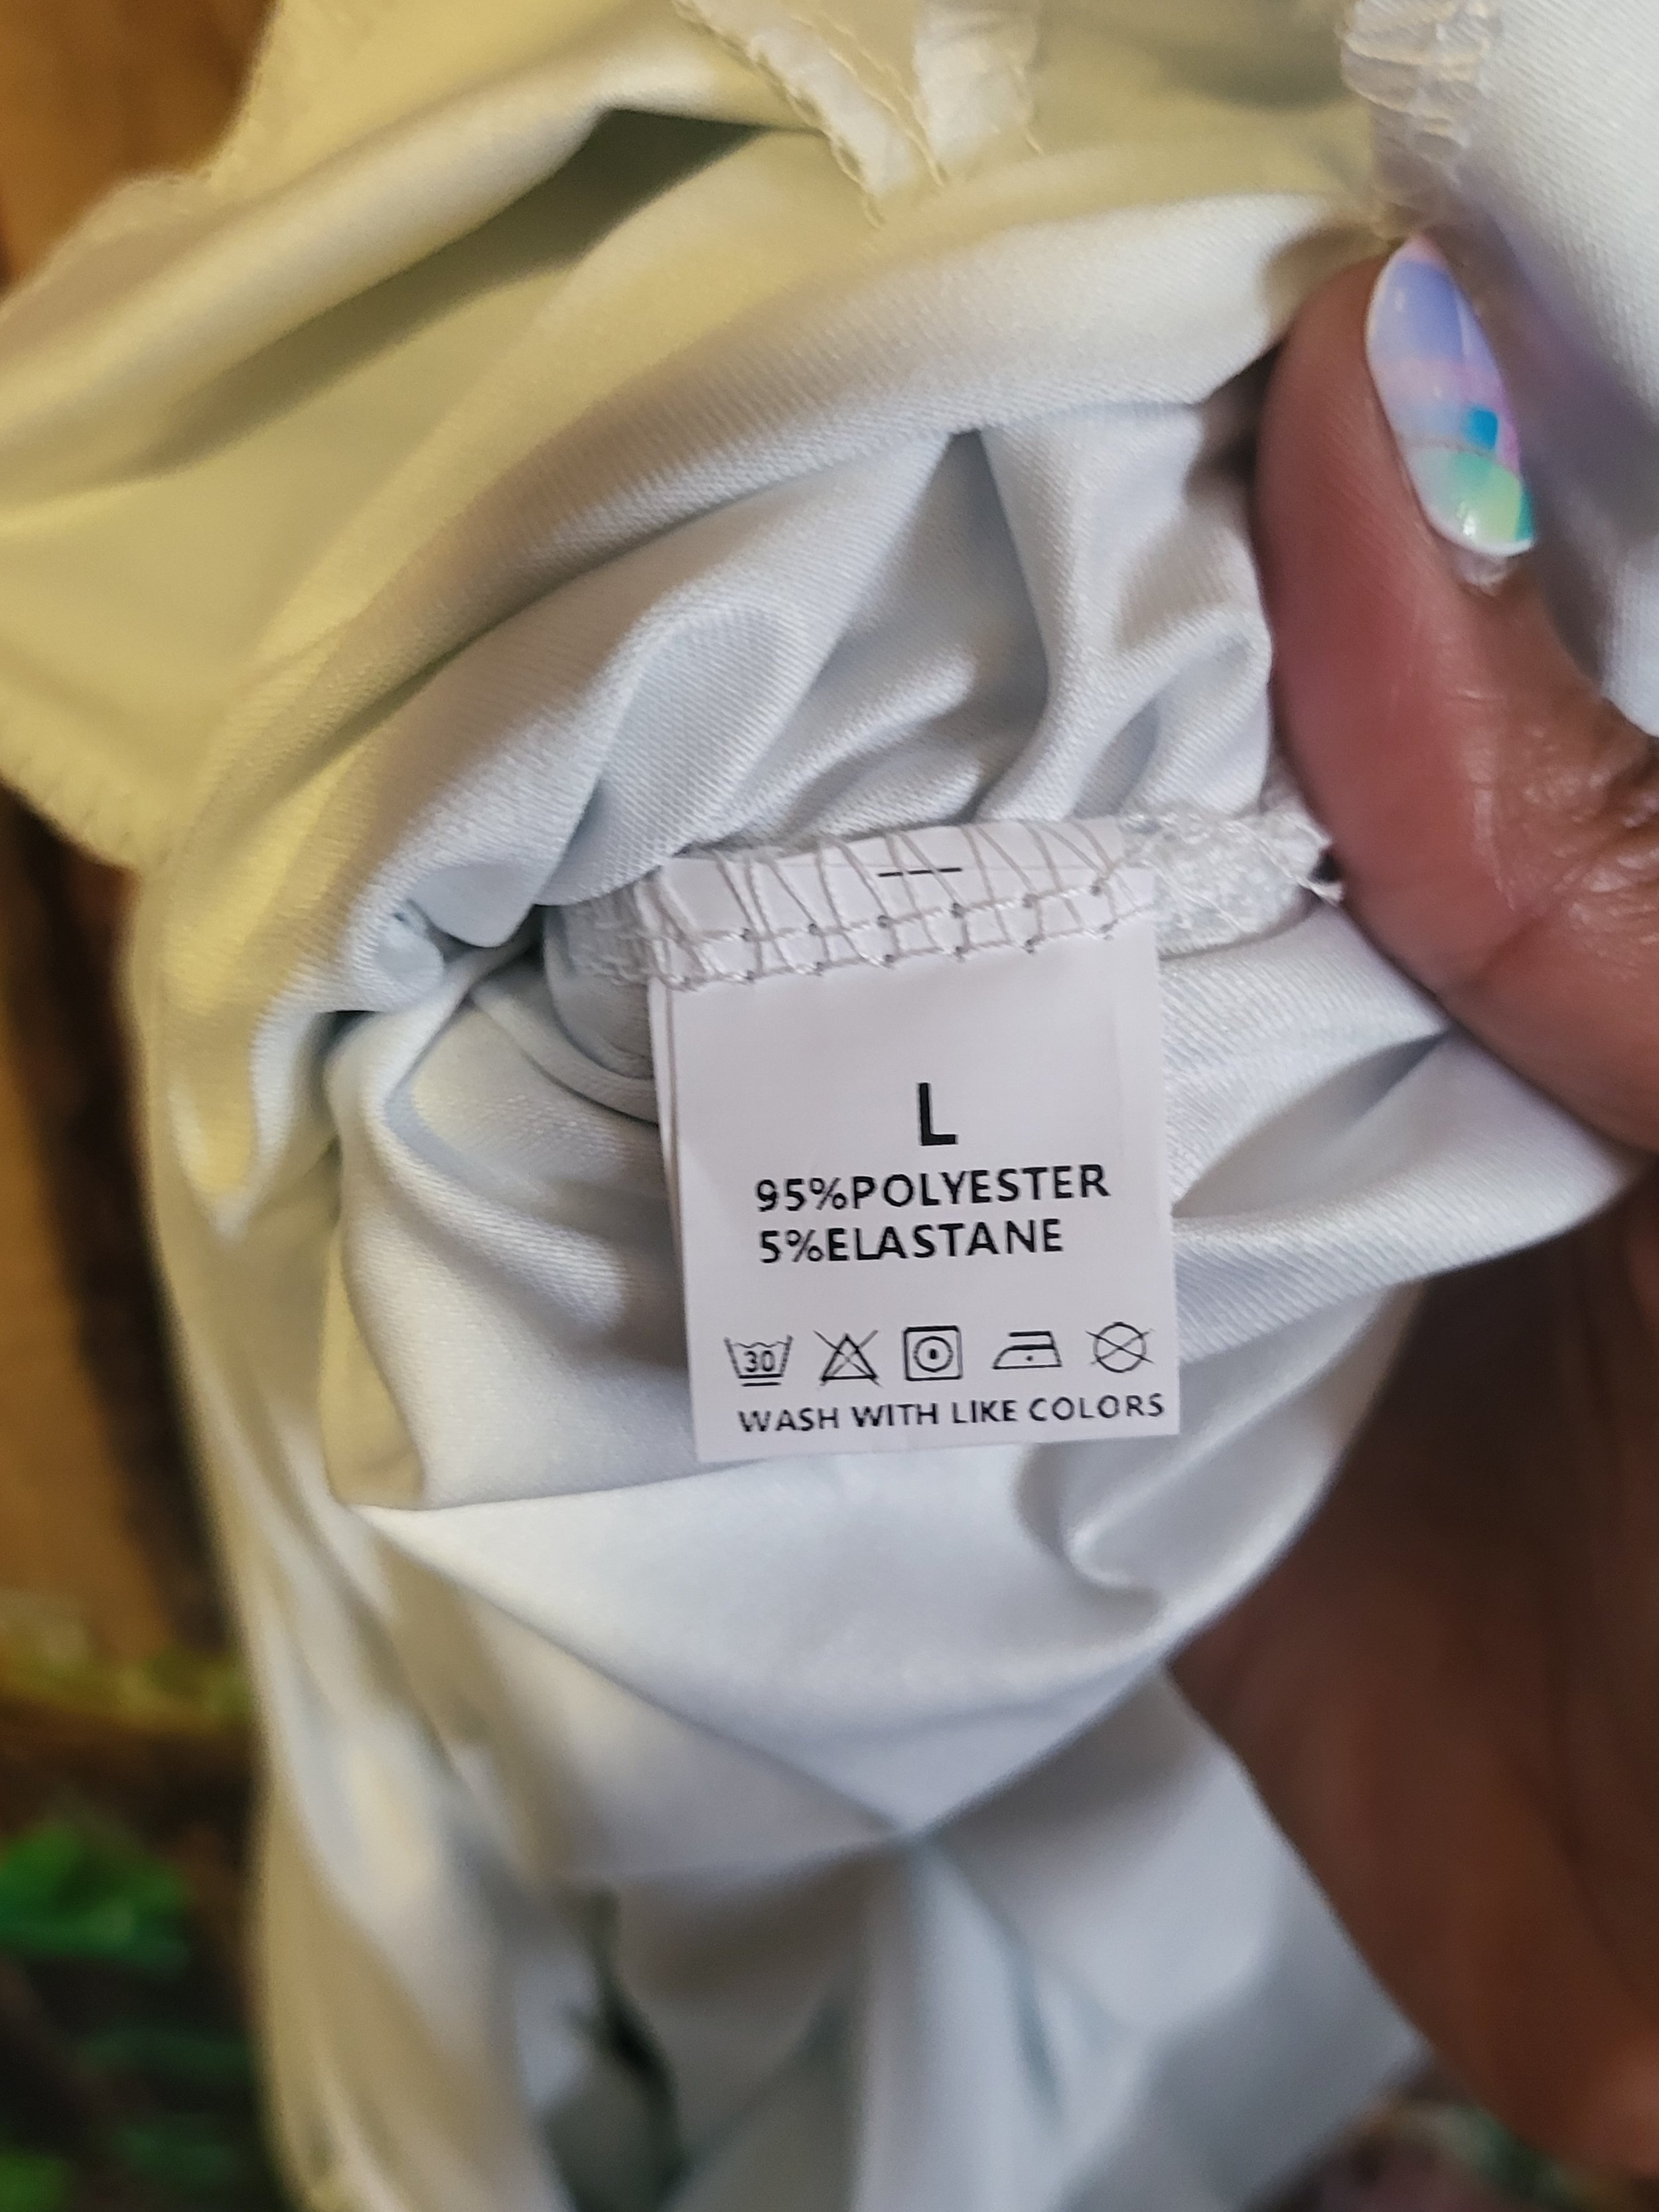 L
95%POLYESTER
5%ELASTANE
30
WASH WITH LIKE COLORS